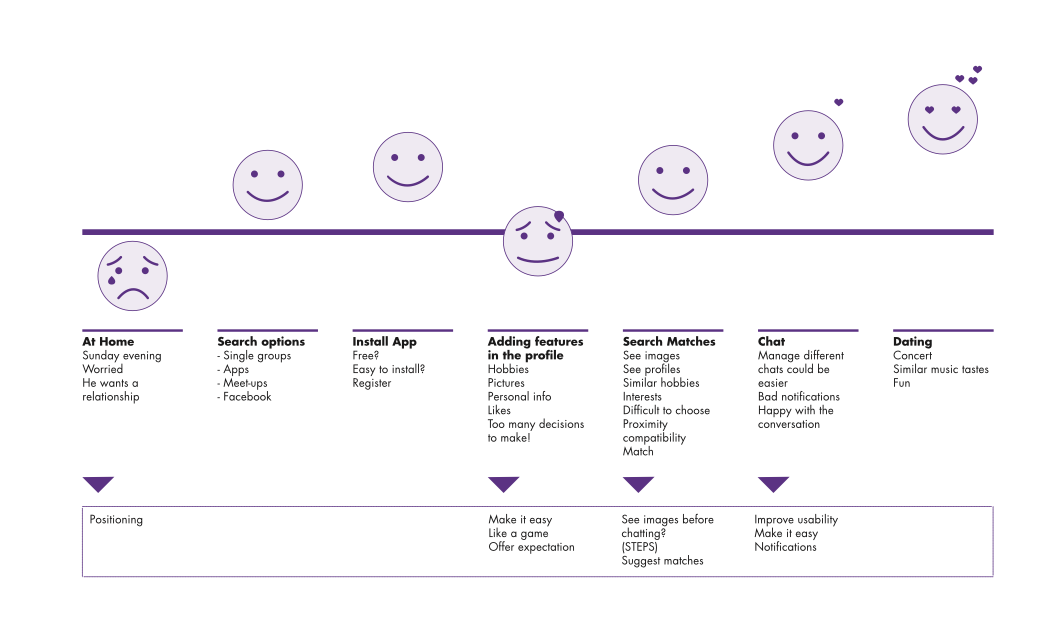 At Home
Sunday evening
Worried
He wants a
relationship
Search options
- Single groups
- Apps
- Meet-ups
- Facebook
Install App
Free?
Easy to install?
Register
Adding features
in the profile
Hobbies
Pictures
Personal info
Likes
Too many decisions
to make!
Search Matches
See images
See profiles
Similar hobbies
Interests
Difficult to choose
Proximity
compatibility
Match
Chat
Manage different
chats could be
easier
Bad notifications
Happy with the
conversation
Dating
Concert
Similar music tastes
Fun
Positioning
Make it easy
Like a game
Offer expectation
See images before
chatting?
(STEPS)
Suggest matches
Improve usability
Make it easy
Notifications